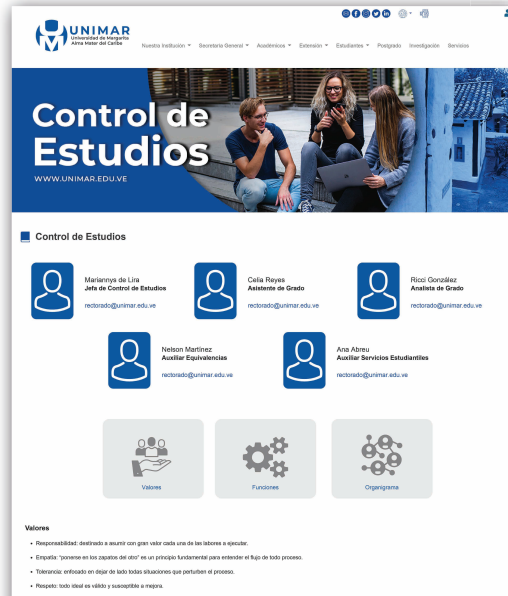 UNIMAR
Universidad de Margarita
Alma Mater del Caribe
Nuestra Institución
Secretaría General
Académicos
Extensión
Estudiantes
Postgrado
Investigación
Servicios
Control de
Estudios
WWW.UNIMAR.EDU.VE
Control de Estudios
Mariannys de Lira
Jefa de Control de Estudios
rectorado@unimar.edu.ve
Celia Reyes
Asistente de Grado
rectorado@unimar.edu.ve
Ricci González
Analista de Grado
rectorado@unimar.edu.ve
Nelson Martínez
Auxiliar Equivalencias
rectorado@unimar.edu.ve
Ana Abreu
Auxiliar Servicios Estudiantiles
rectorado@unimar.edu.ve
Valores
Funciones
Organigrama
Valores
• Responsabilidad: destinado a asumir con gran valor cada una de las labores a ejecutar.
• Empatía: "ponerse en los zapatos del otro" es un principio fundamental para entender el flujo de todo proceso.
• Tolerancia: enfocado en dejar de lado todas situaciones que perturben el proceso.
• Respeto: todo ideal es válido y susceptible a mejora.